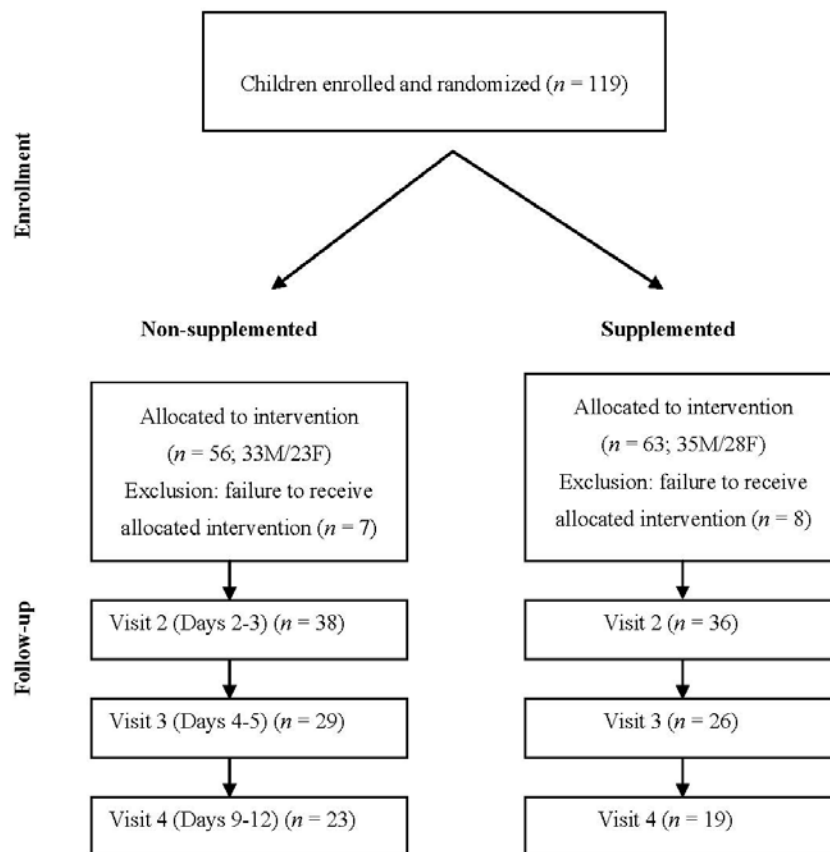 Children enrolled and randomized (n = 119)
Enrollment
Non-supplemented
Supplemented
Allocated to intervention
(n = 56; 33M/23F)
Exclusion: failure to receive
allocated intervention (n = 7)
Allocated to intervention
(n = 63; 35M/28F)
Exclusion: failure to receive
allocated intervention (n = 8)
Follow-up
Visit 2 (Days 2-3) (n = 38)
Visit 2 (n = 36)
Visit 3 (Days 4-5) (n = 29)
Visit 3 (n = 26)
Visit 4 (Days 9-12) (n = 23)
Visit 4 (n = 19)